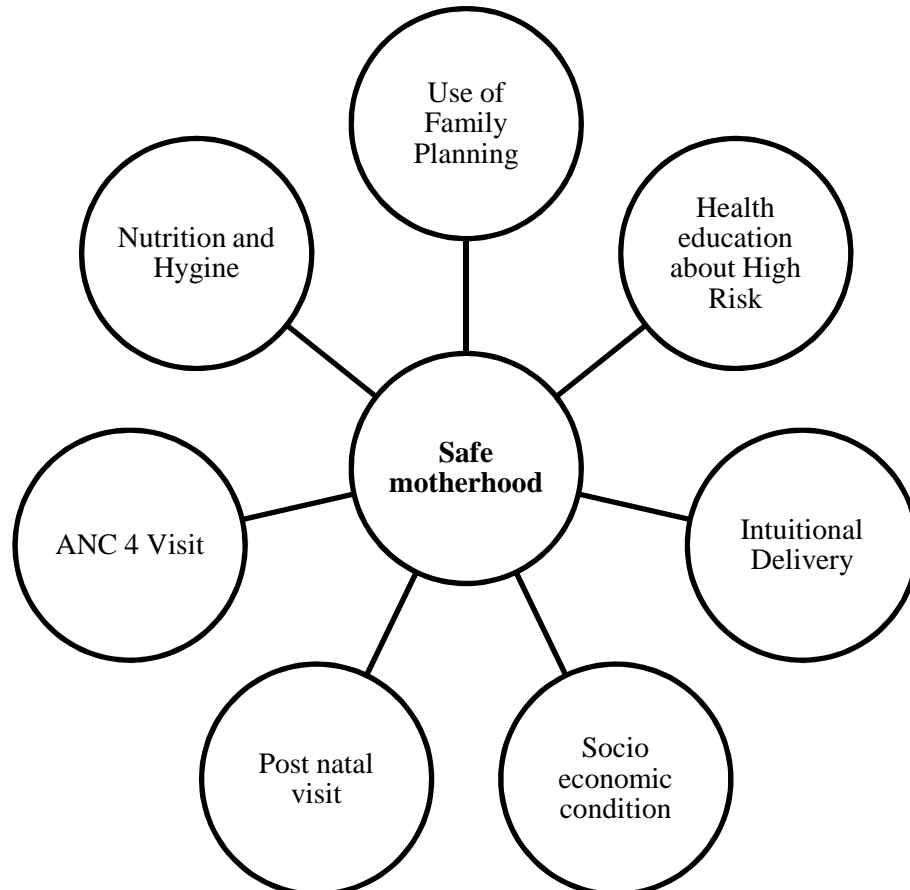 Use of
Family
Planning
Health
education
about High
Risk
Nutrition and
Hygine
Safe
motherhood
ANC 4 Visit
Intuitional
Delivery
Post natal
visit
Socio
economic
condition